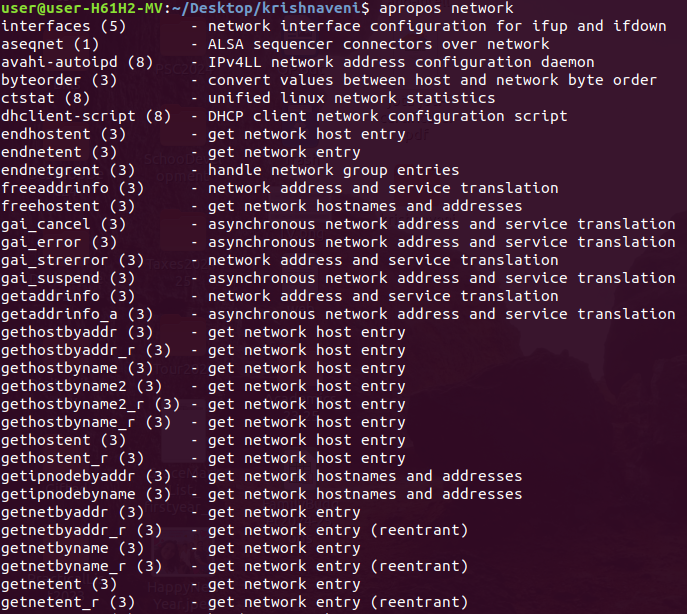 user@user-H61H2-MV:~/Desktop/krishnaveni$ apropos network
interfaces (5) - network interface configuration for ifup and ifdown
aseqnet (1) - ALSA sequencer connectors over network
avahi-autoipd (8) - IPv4LL network address configuration daemon
byteorder (3) - convert values between host and network byte order
ctstat (8) - unified linux network statistics
dhclient-script (8) - DHCP client network configuration script
endhostent (3) - get network host entry
endnetent (3) - get network entry
endnetgrent (3) - handle network group entries
freeaddrinfo (3) - network address and service translation
freehostent (3) - get network hostnames and addresses
gai_cancel (3) - asynchronous network address and service translation
gai_error (3) - asynchronous network address and service translation
gai_strerror (3) - network address and service translation
gai_suspend (3) - asynchronous network address and service translation
getaddrinfo (3) - network address and service translation
getaddrinfo_a (3) - asynchronous network address and service translation
gethostbyaddr (3) - get network host entry
gethostbyaddr_r (3) - get network host entry
gethostbyname (3) - get network host entry
gethostbyname2 (3) - get network host entry
gethostbyname2_r (3) - get network host entry
gethostbyname_r (3) - get network host entry
gethostent (3) - get network host entry
gethostent_r (3) - get network host entry
getipnodebyaddr (3) - get network hostnames and addresses
getipnodebyname (3) - get network hostnames and addresses
getnetbyaddr (3) - get network entry
getnetbyaddr_r (3) - get network entry (reentrant)
getnetbyname (3) - get network entry
getnetbyname_r (3) - get network entry (reentrant)
getnetent (3) - get network entry
getnetent_r (3) - get network entry (reentrant)